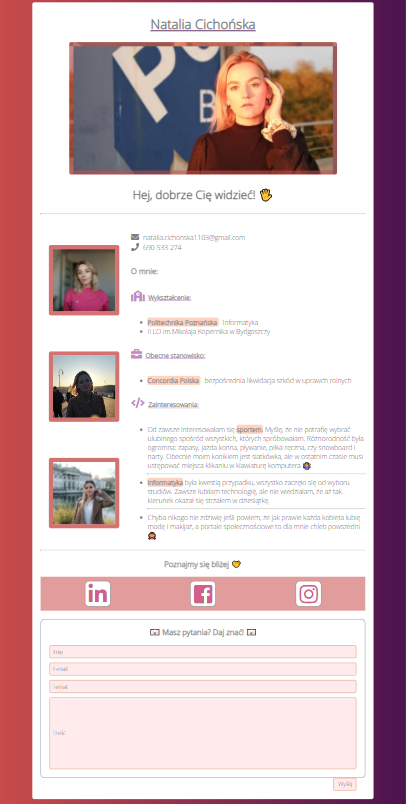 Natalia Cichońska
P
B
Hej, dobrze Cię widzieć!
natalia.cichonska1103@gmail.com
690 533 274
O mnie:
Wykształcenie:
Politechnika Poznańska Informatyka
II LO im.Mikołaja Kopernika w Bydgoszczy
Obecne stanowisko:
Concordia Polska bezpośrednia likwidacja szkód w uprawch rolnych
Zainteresowania:
Od zawsze interesowałam się sportem. Myślę, że nie potrafię wybrać
ulubinego spośród wszystkich, których spróbowałam. Różnorodność była
ogromna: zapasy, jazda konna, pływanie, piłka ręczna, czy snowboard i
narty. Obecnie moim konikiem jest siatkówka, ale w ostatnim czasie musi
ustępować miejsca klikaniu w klawiaturę komputera
Informatyka była kwestią przypadku, wszystko zaczęło się od wyboru
studiów. Zawsze lubiłam technologię, ale nie wiedziałam, że aż tak
kierunek okazał się strzałem w dziesiątkę.
Chyba nikogo nie zdziwię jeśli powiem, że jak prawie każda kobieta lubię
modę i makijaż, a portale społecznościowe to dla mnie chleb powszedni
Poznajmy się bliżej
in
f
Masz pytania? Daj znać!
Imię
E-mail
Temat
Treść
Wyślij